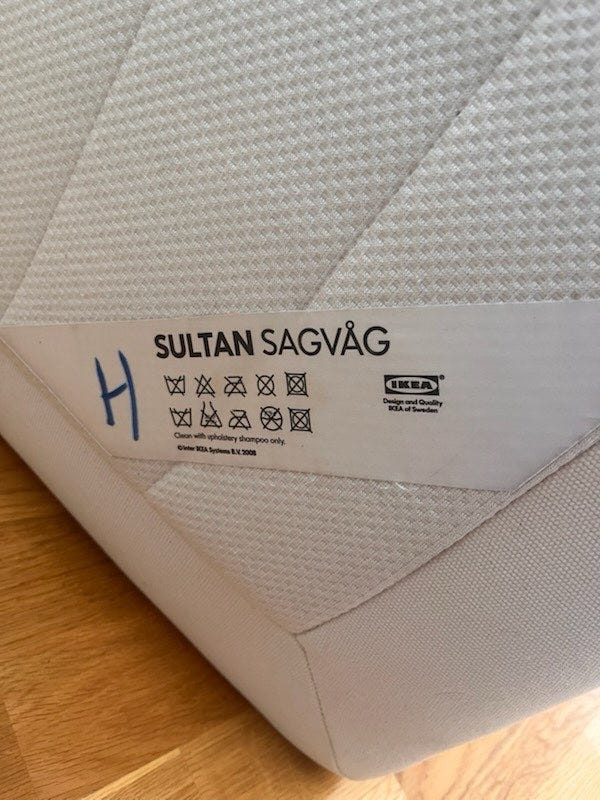 SULTAN SAGVÅG
H
IKEA®
Design and Quality
IKEA of Sweden
Clean with upholstery shampoo only.
© Inter IKEA Systems B.V. 2008